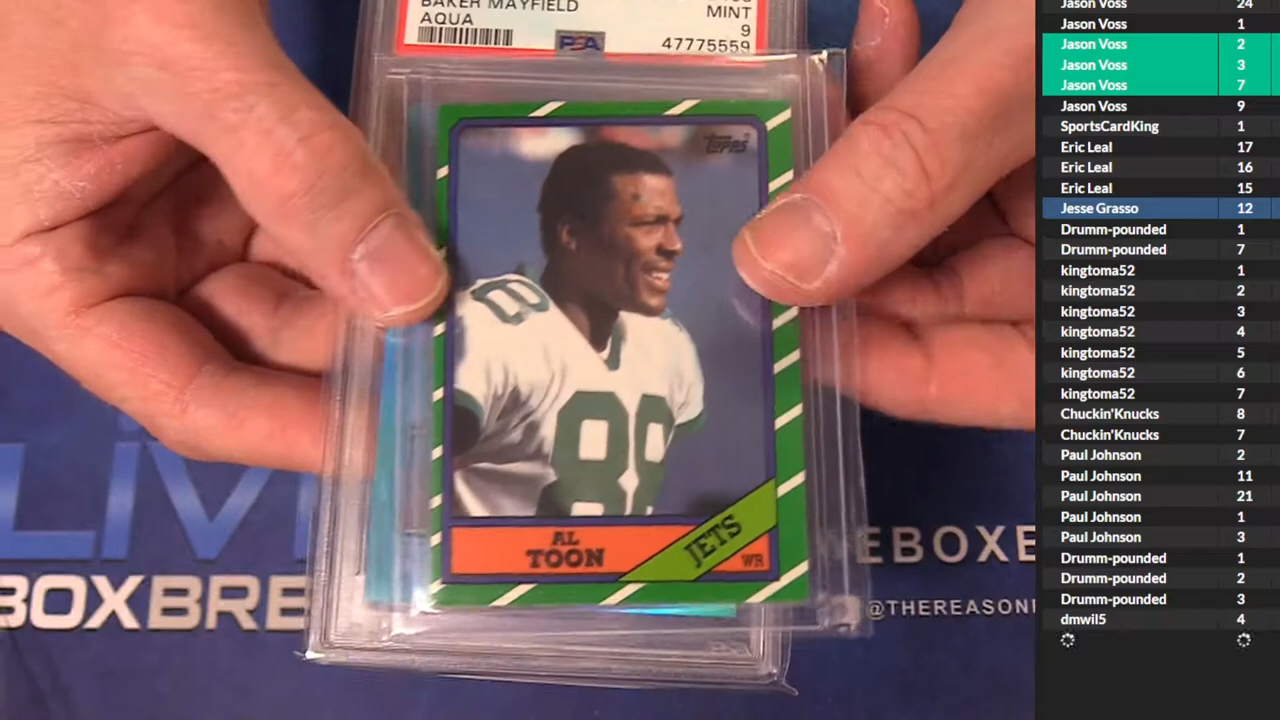 BAKER MAYFIELD
AQUA
MINT
9
PSA
47775559
Topps
88
88
AL
TOON
JETS
WR
LIV
BOXBRE
EBOXB
@THEREASON
Jason Voss 24
Jason Voss 1
Jason Voss 2
Jason Voss 3
Jason Voss 7
Jason Voss 9
SportsCardKing 1
Eric Leal 17
Eric Leal 16
Eric Leal 15
Jesse Grasso 12
Drumm-pounded 1
Drumm-pounded 7
kingtoma52 1
kingtoma52 2
kingtoma52 3
kingtoma52 4
kingtoma52 5
kingtoma52 6
kingtoma52 7
Chuckin'Knucks 8
Chuckin'Knucks 7
Paul Johnson 2
Paul Johnson 11
Paul Johnson 21
Paul Johnson 1
Paul Johnson 3
Drumm-pounded 1
Drumm-pounded 2
Drumm-pounded 3
dmwil5 4